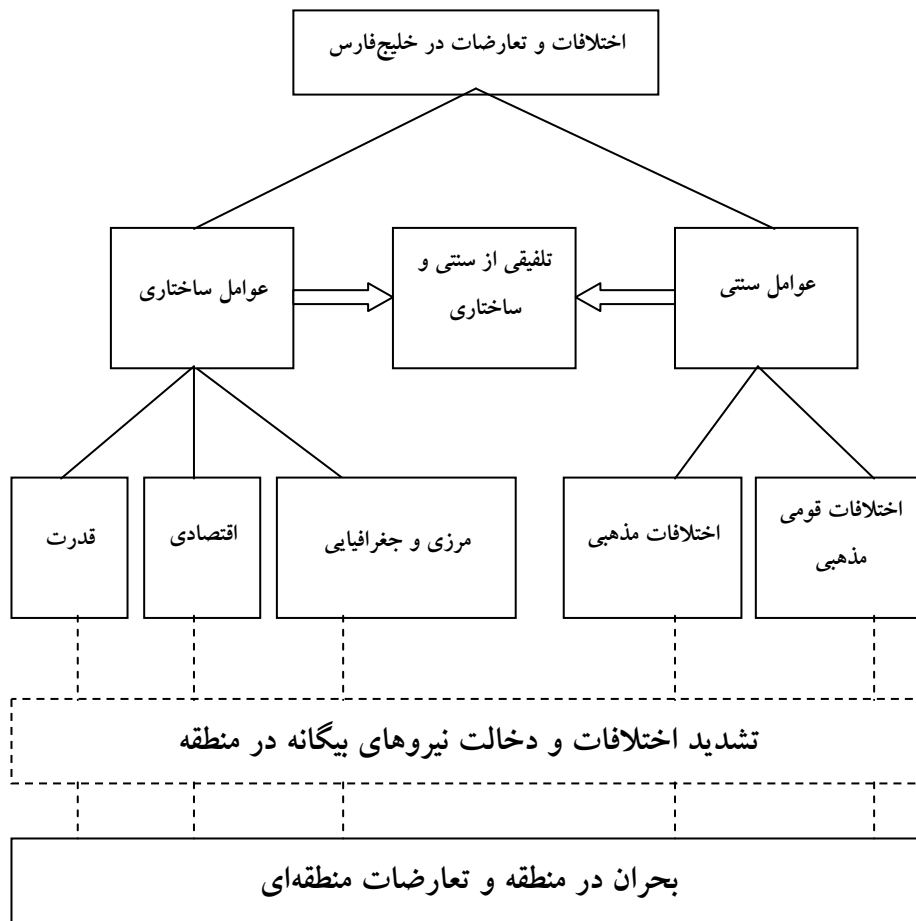 اختلافات و تعارضات در خلیج‌فارس
عوامل سنتی
تلفیقی از سنتی و
ساختاری
عوامل ساختاری
اختلافات قومی
مذهبی
اختلافات مذهبی
مرزی و جغرافیایی
اقتصادی
قدرت
تشدید اختلافات و دخالت نیروهای بیگانه در منطقه
بحران در منطقه و تعارضات منطقه‌ای